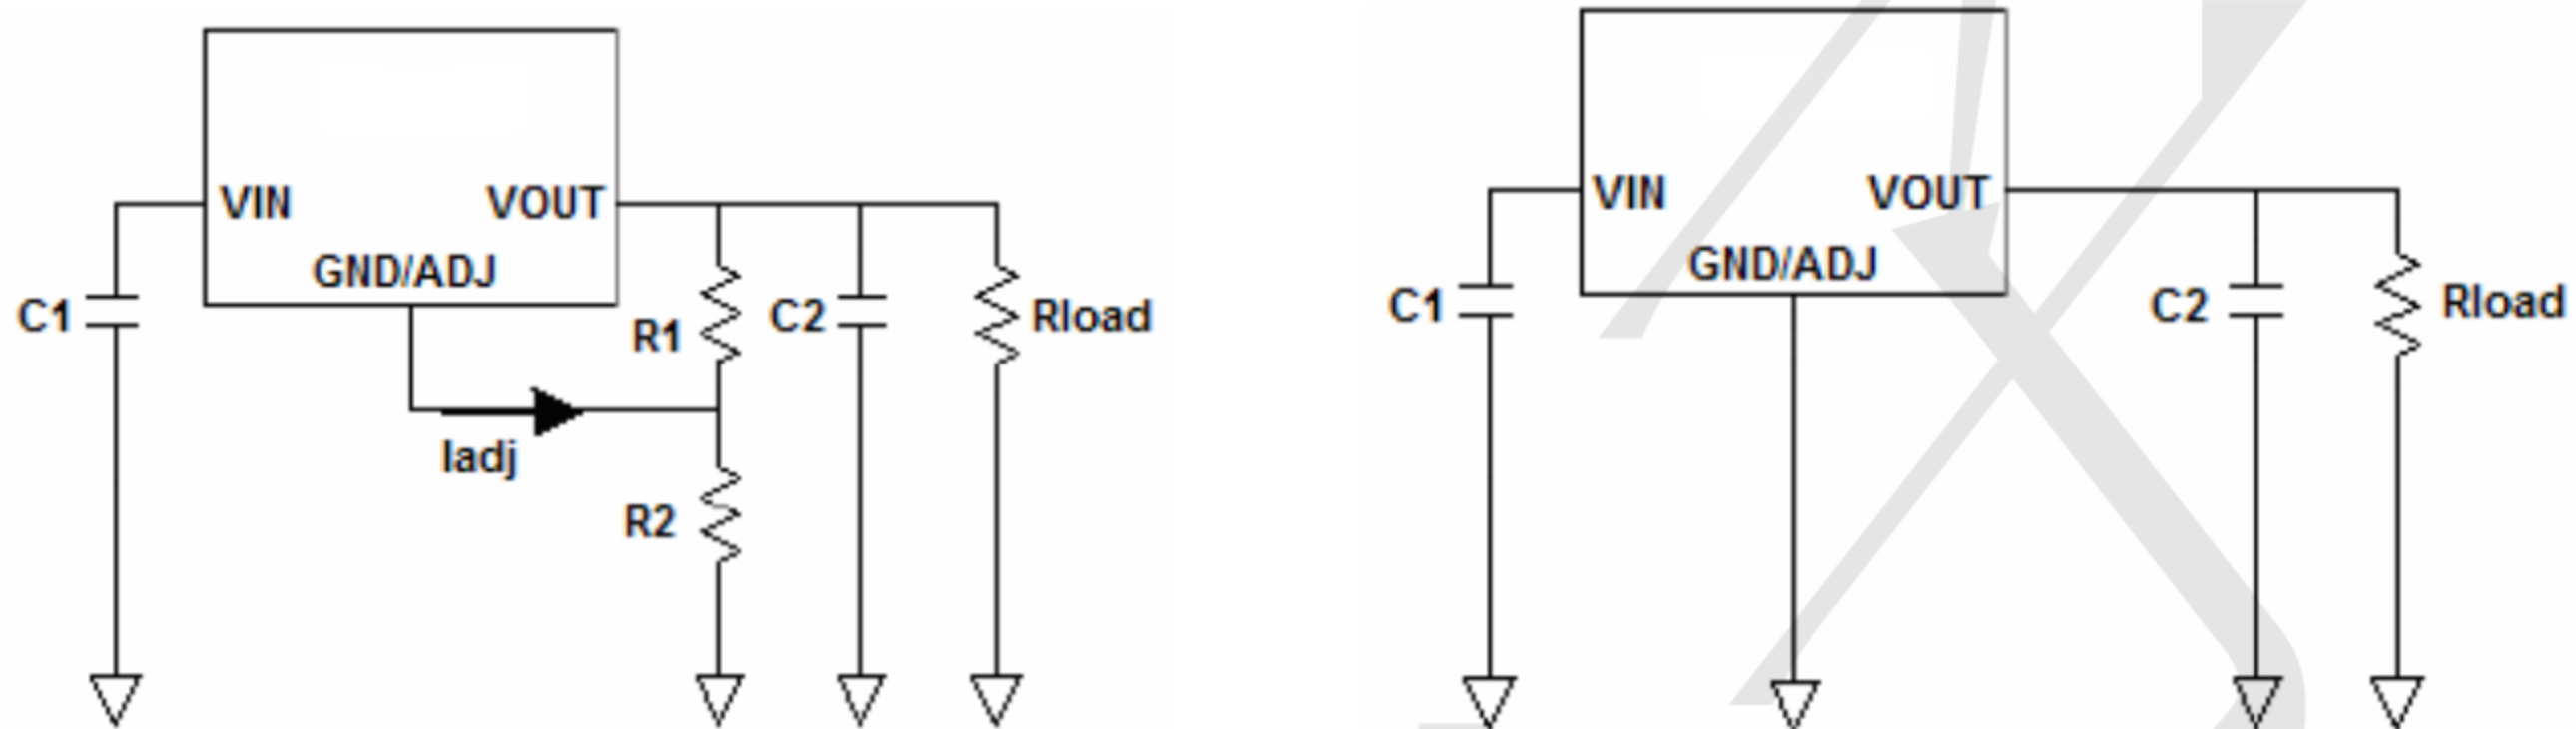 VIN
VOUT
GND/ADJ
C1
R1
C2
Rload
Iadj
R2
VIN
VOUT
GND/ADJ
C1
C2
Rload